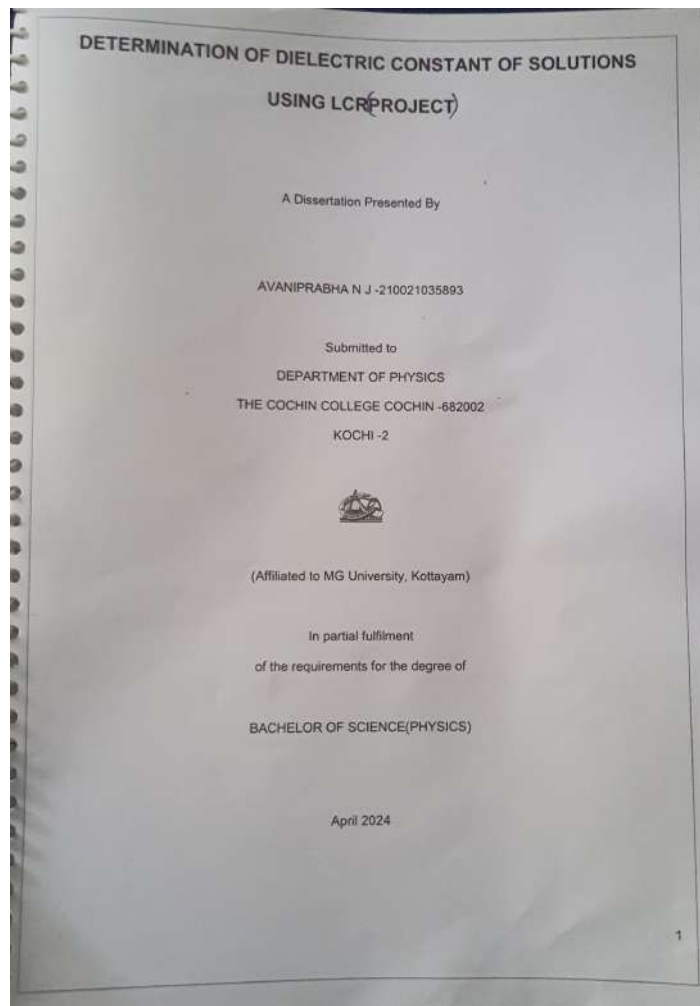 DETERMINATION OF DIELECTRIC CONSTANT OF SOLUTIONS
USING LCR(PROJECT)
A Dissertation Presented By
AVANIPRABHA N J -210021035893
Submitted to
DEPARTMENT OF PHYSICS
THE COCHIN COLLEGE COCHIN -682002
KOCHI -2
(Affiliated to MG University, Kottayam)
In partial fulfilment
of the requirements for the degree of
BACHELOR OF SCIENCE(PHYSICS)
April 2024
1